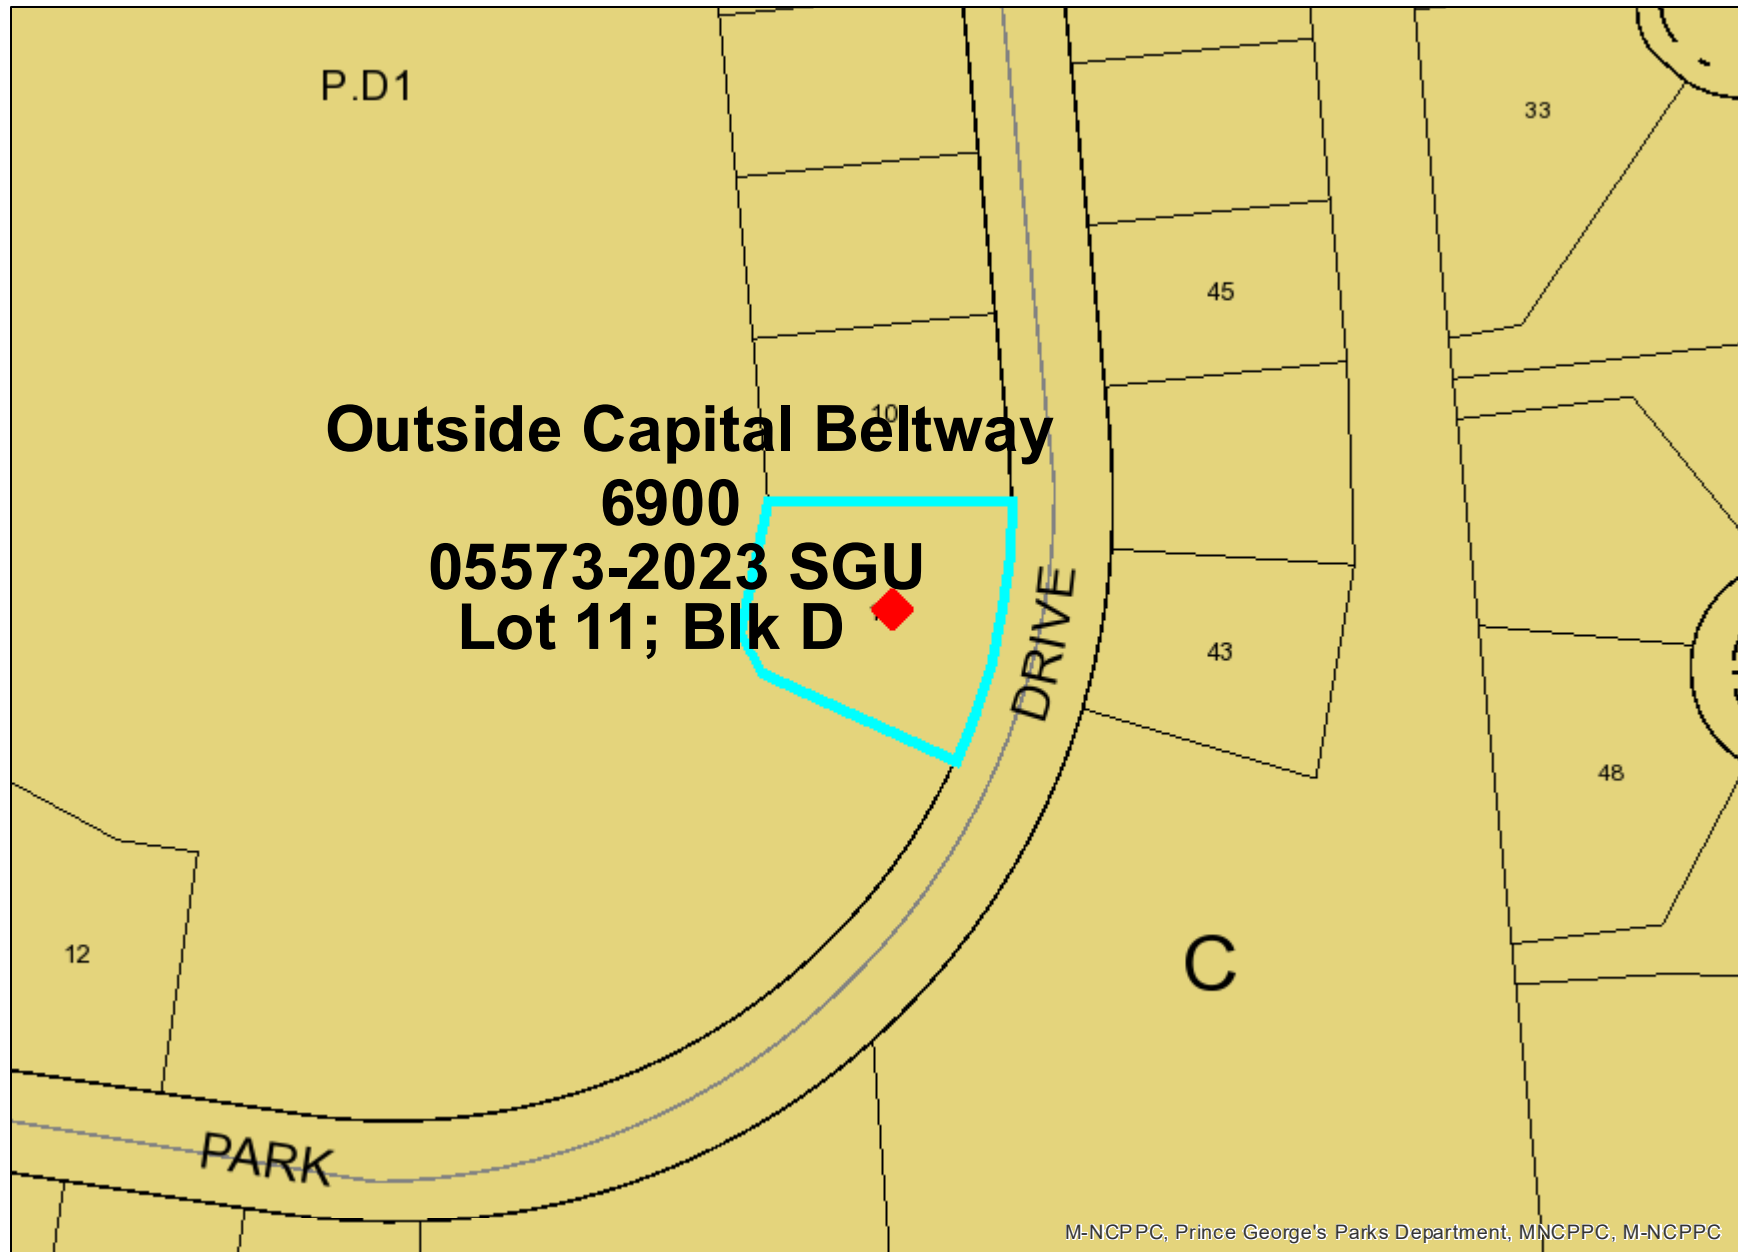 P.D1
33
45
10
Outside Capital Beltway
6900
05573-2023 SGU
Lot 11; Blk D
DRIVE
43
48
12
C
PARK
M-NCPPC, Prince George's Parks Department, MNCPPC, M-NCPPC